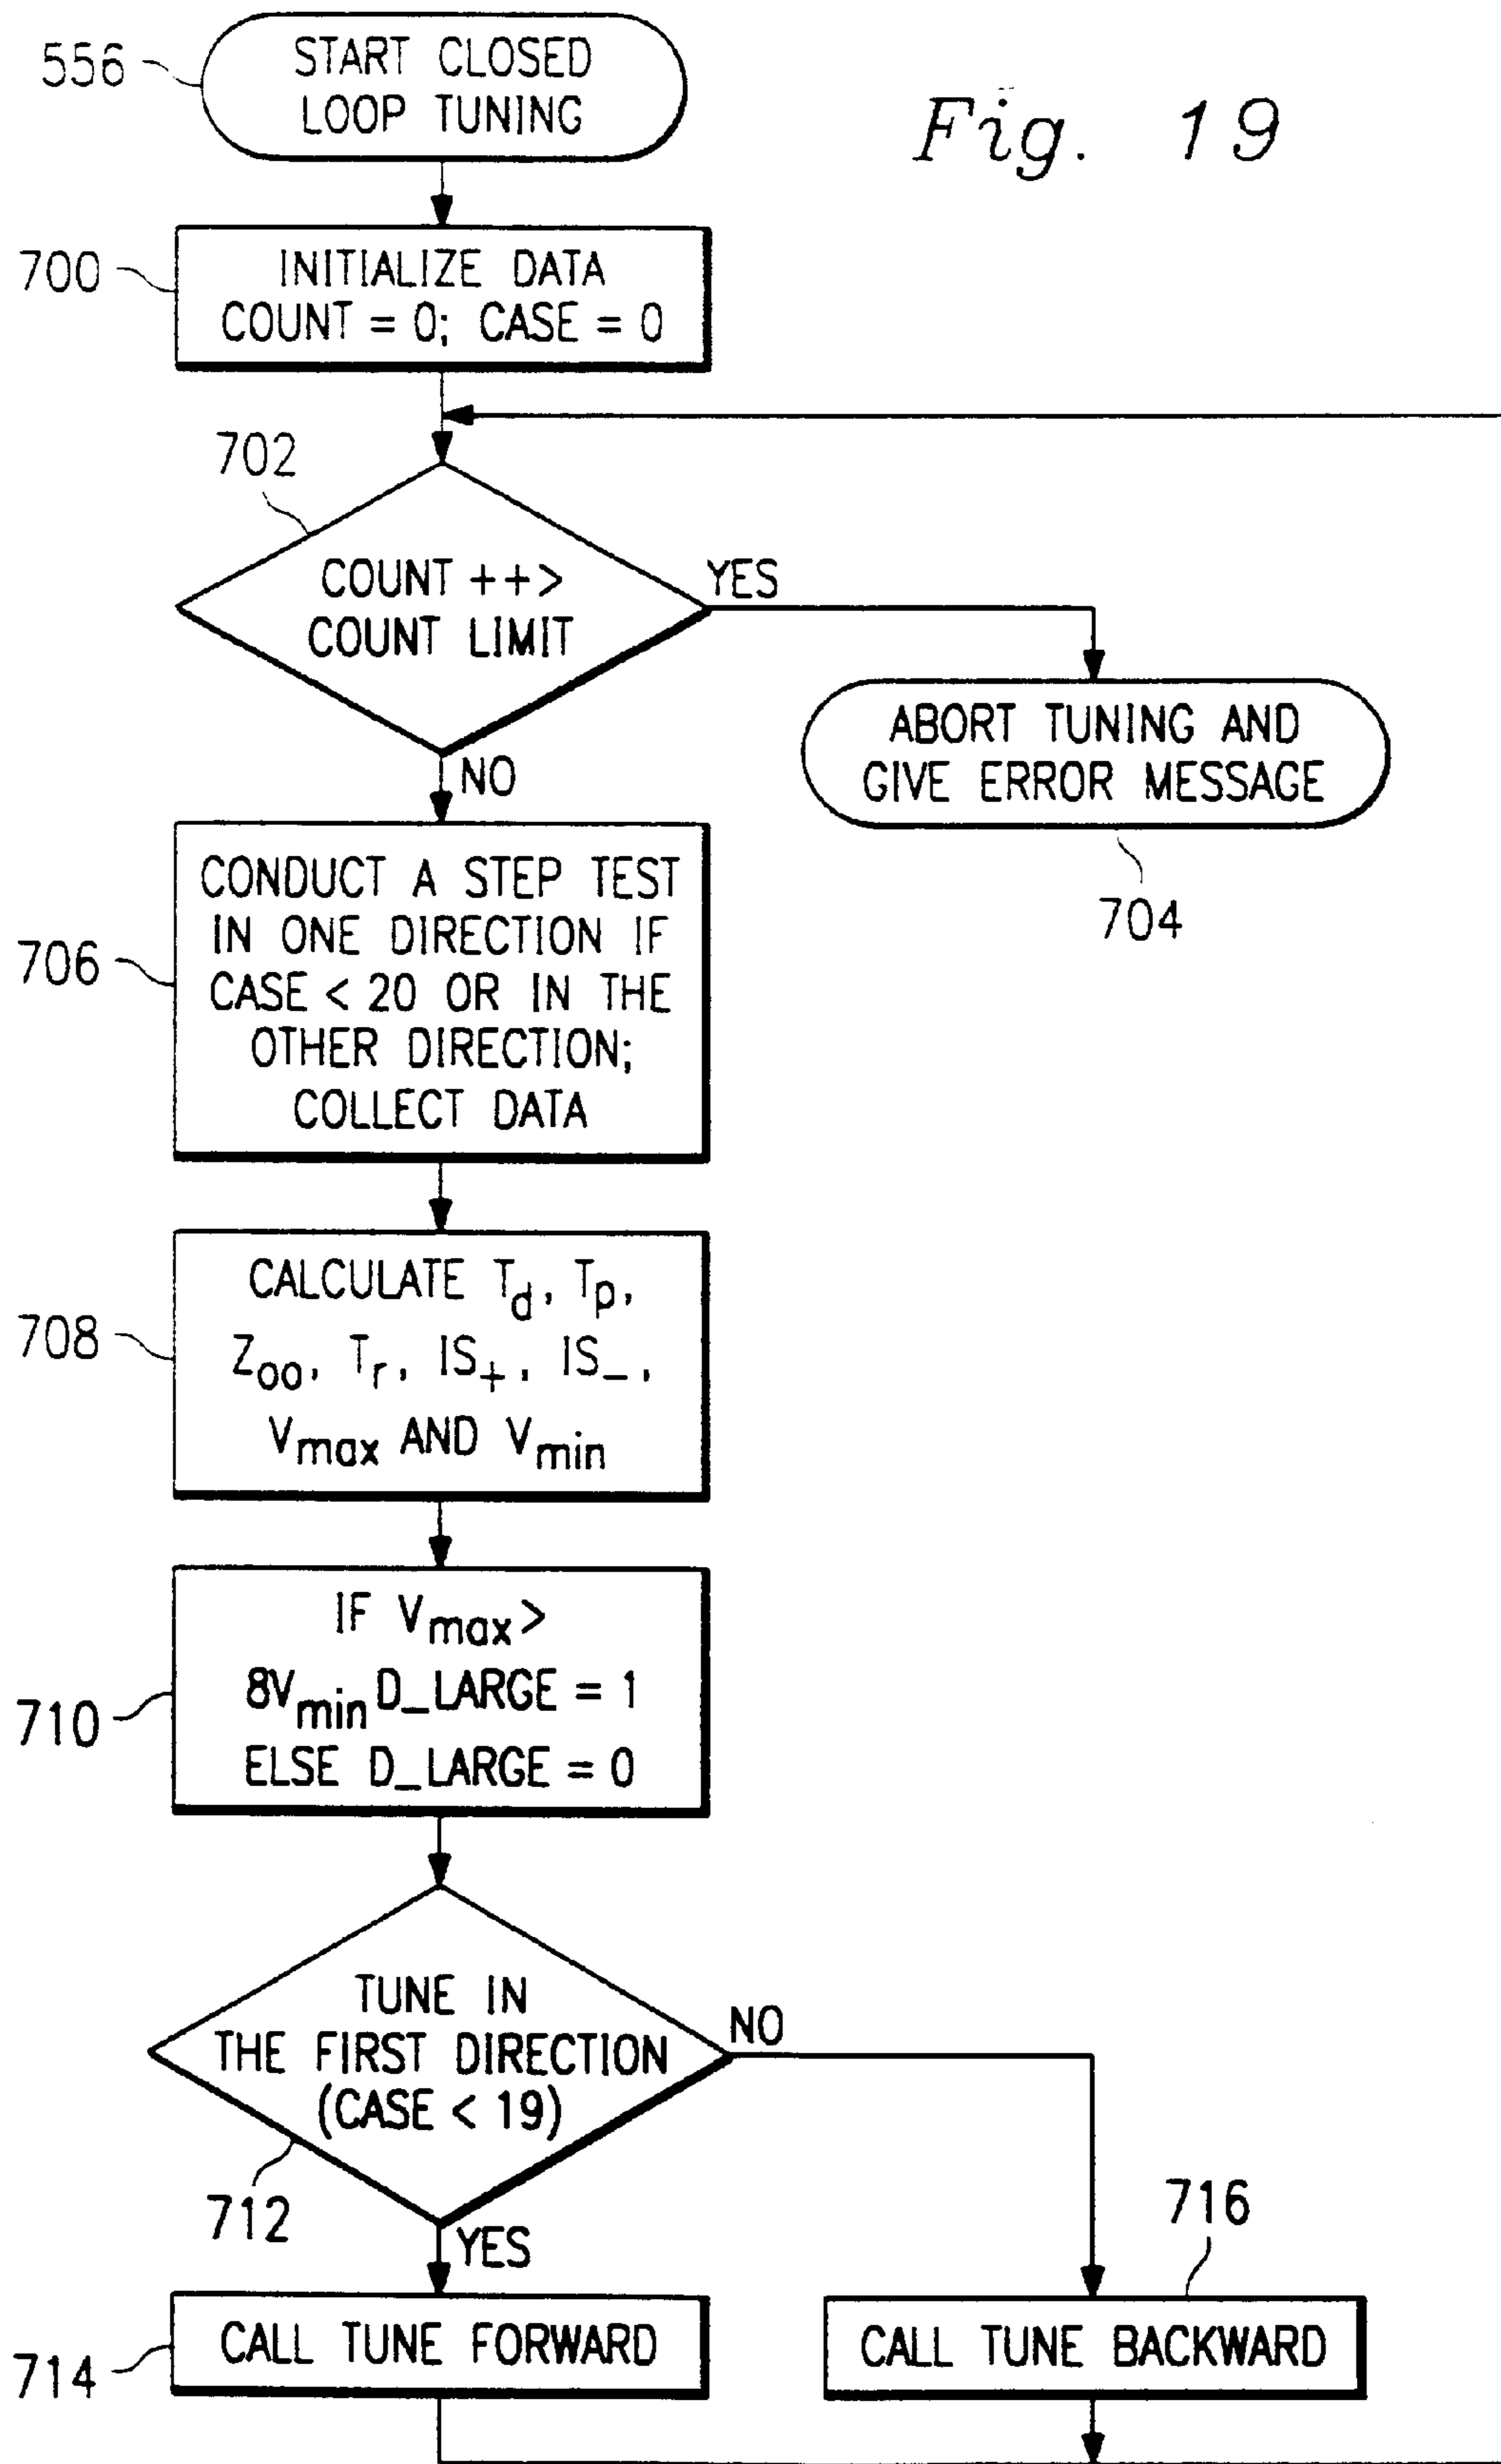 Fig. 19
556
START CLOSED
LOOP TUNING
700
INITIALIZE DATA
COUNT = 0; CASE = 0
702
COUNT ++>
COUNT LIMIT
YES
NO
ABORT TUNING AND
GIVE ERROR MESSAGE
704
706
CONDUCT A STEP TEST
IN ONE DIRECTION IF
CASE < 20 OR IN THE
OTHER DIRECTION;
COLLECT DATA
708
CALCULATE Td, Tp,
Zoo, Tr, IS+, IS-,
Vmax AND Vmin
710
IF Vmax>
8Vmin D_LARGE = 1
ELSE D_LARGE = 0
TUNE IN
THE FIRST DIRECTION
(CASE < 19)
NO
712
YES
716
714
CALL TUNE FORWARD
CALL TUNE BACKWARD